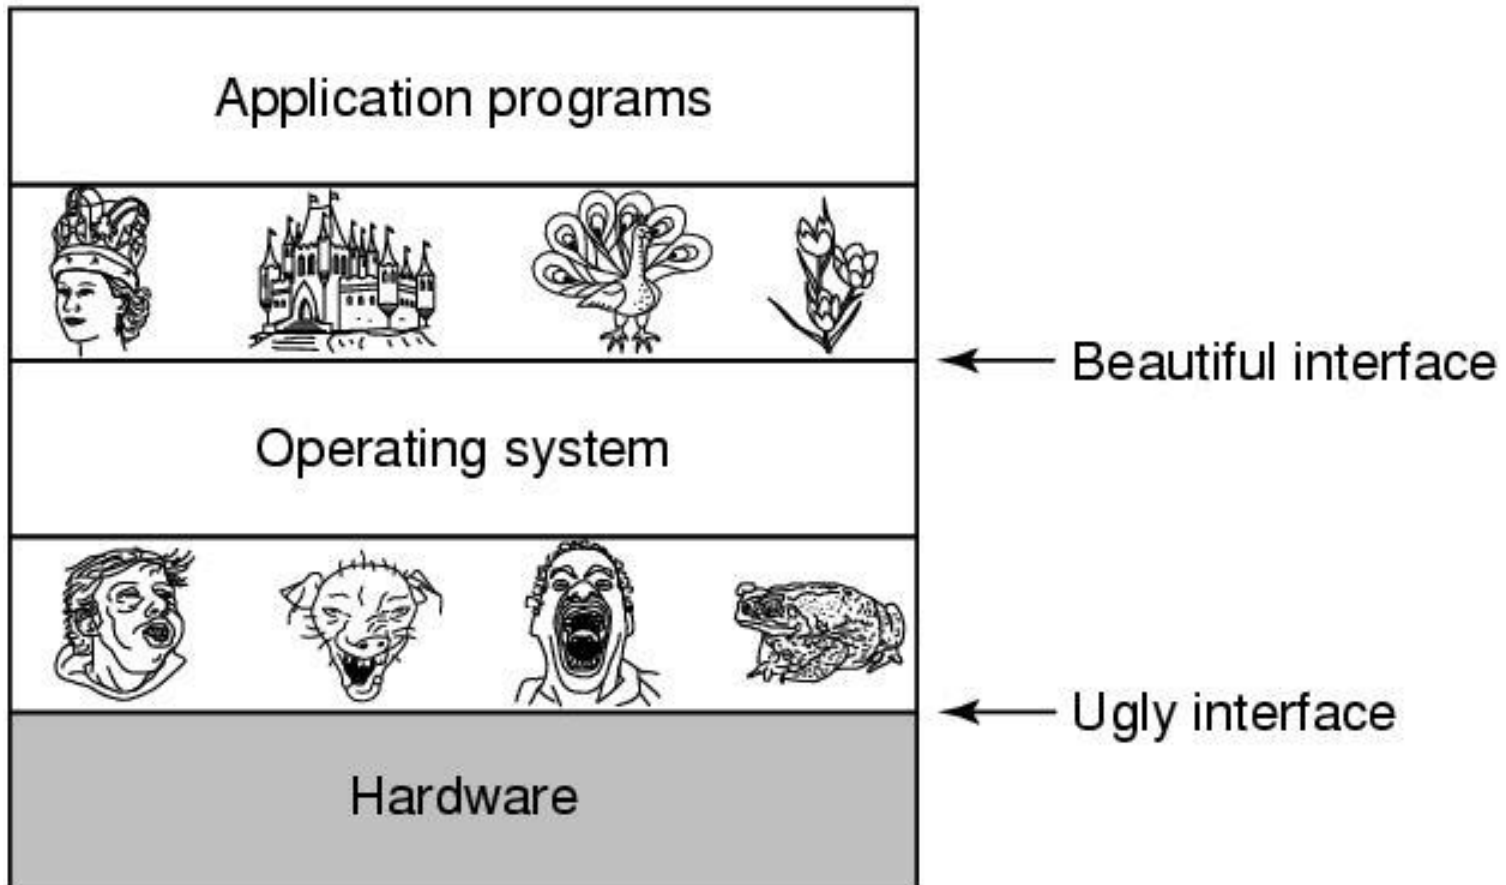 Application programs
Beautiful interface
Operating system
Ugly interface
Hardware